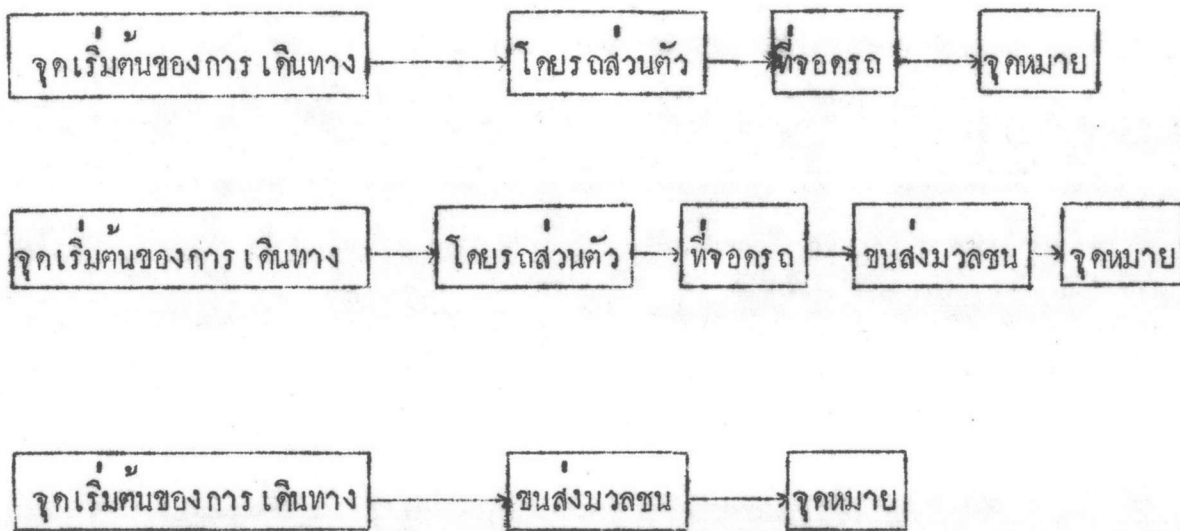 จุดเริ่มต้นของการ เดินทาง โดยรถส่วนตัว ที่จอดรถ จุดหมาย
จุดเริ่มต้นของการ เดินทาง โดยรถส่วนตัว ที่จอดรถ ขนส่งมวลชน จุดหมาย
จุดเริ่มต้นของการ เดินทาง ขนส่งมวลชน จุดหมาย